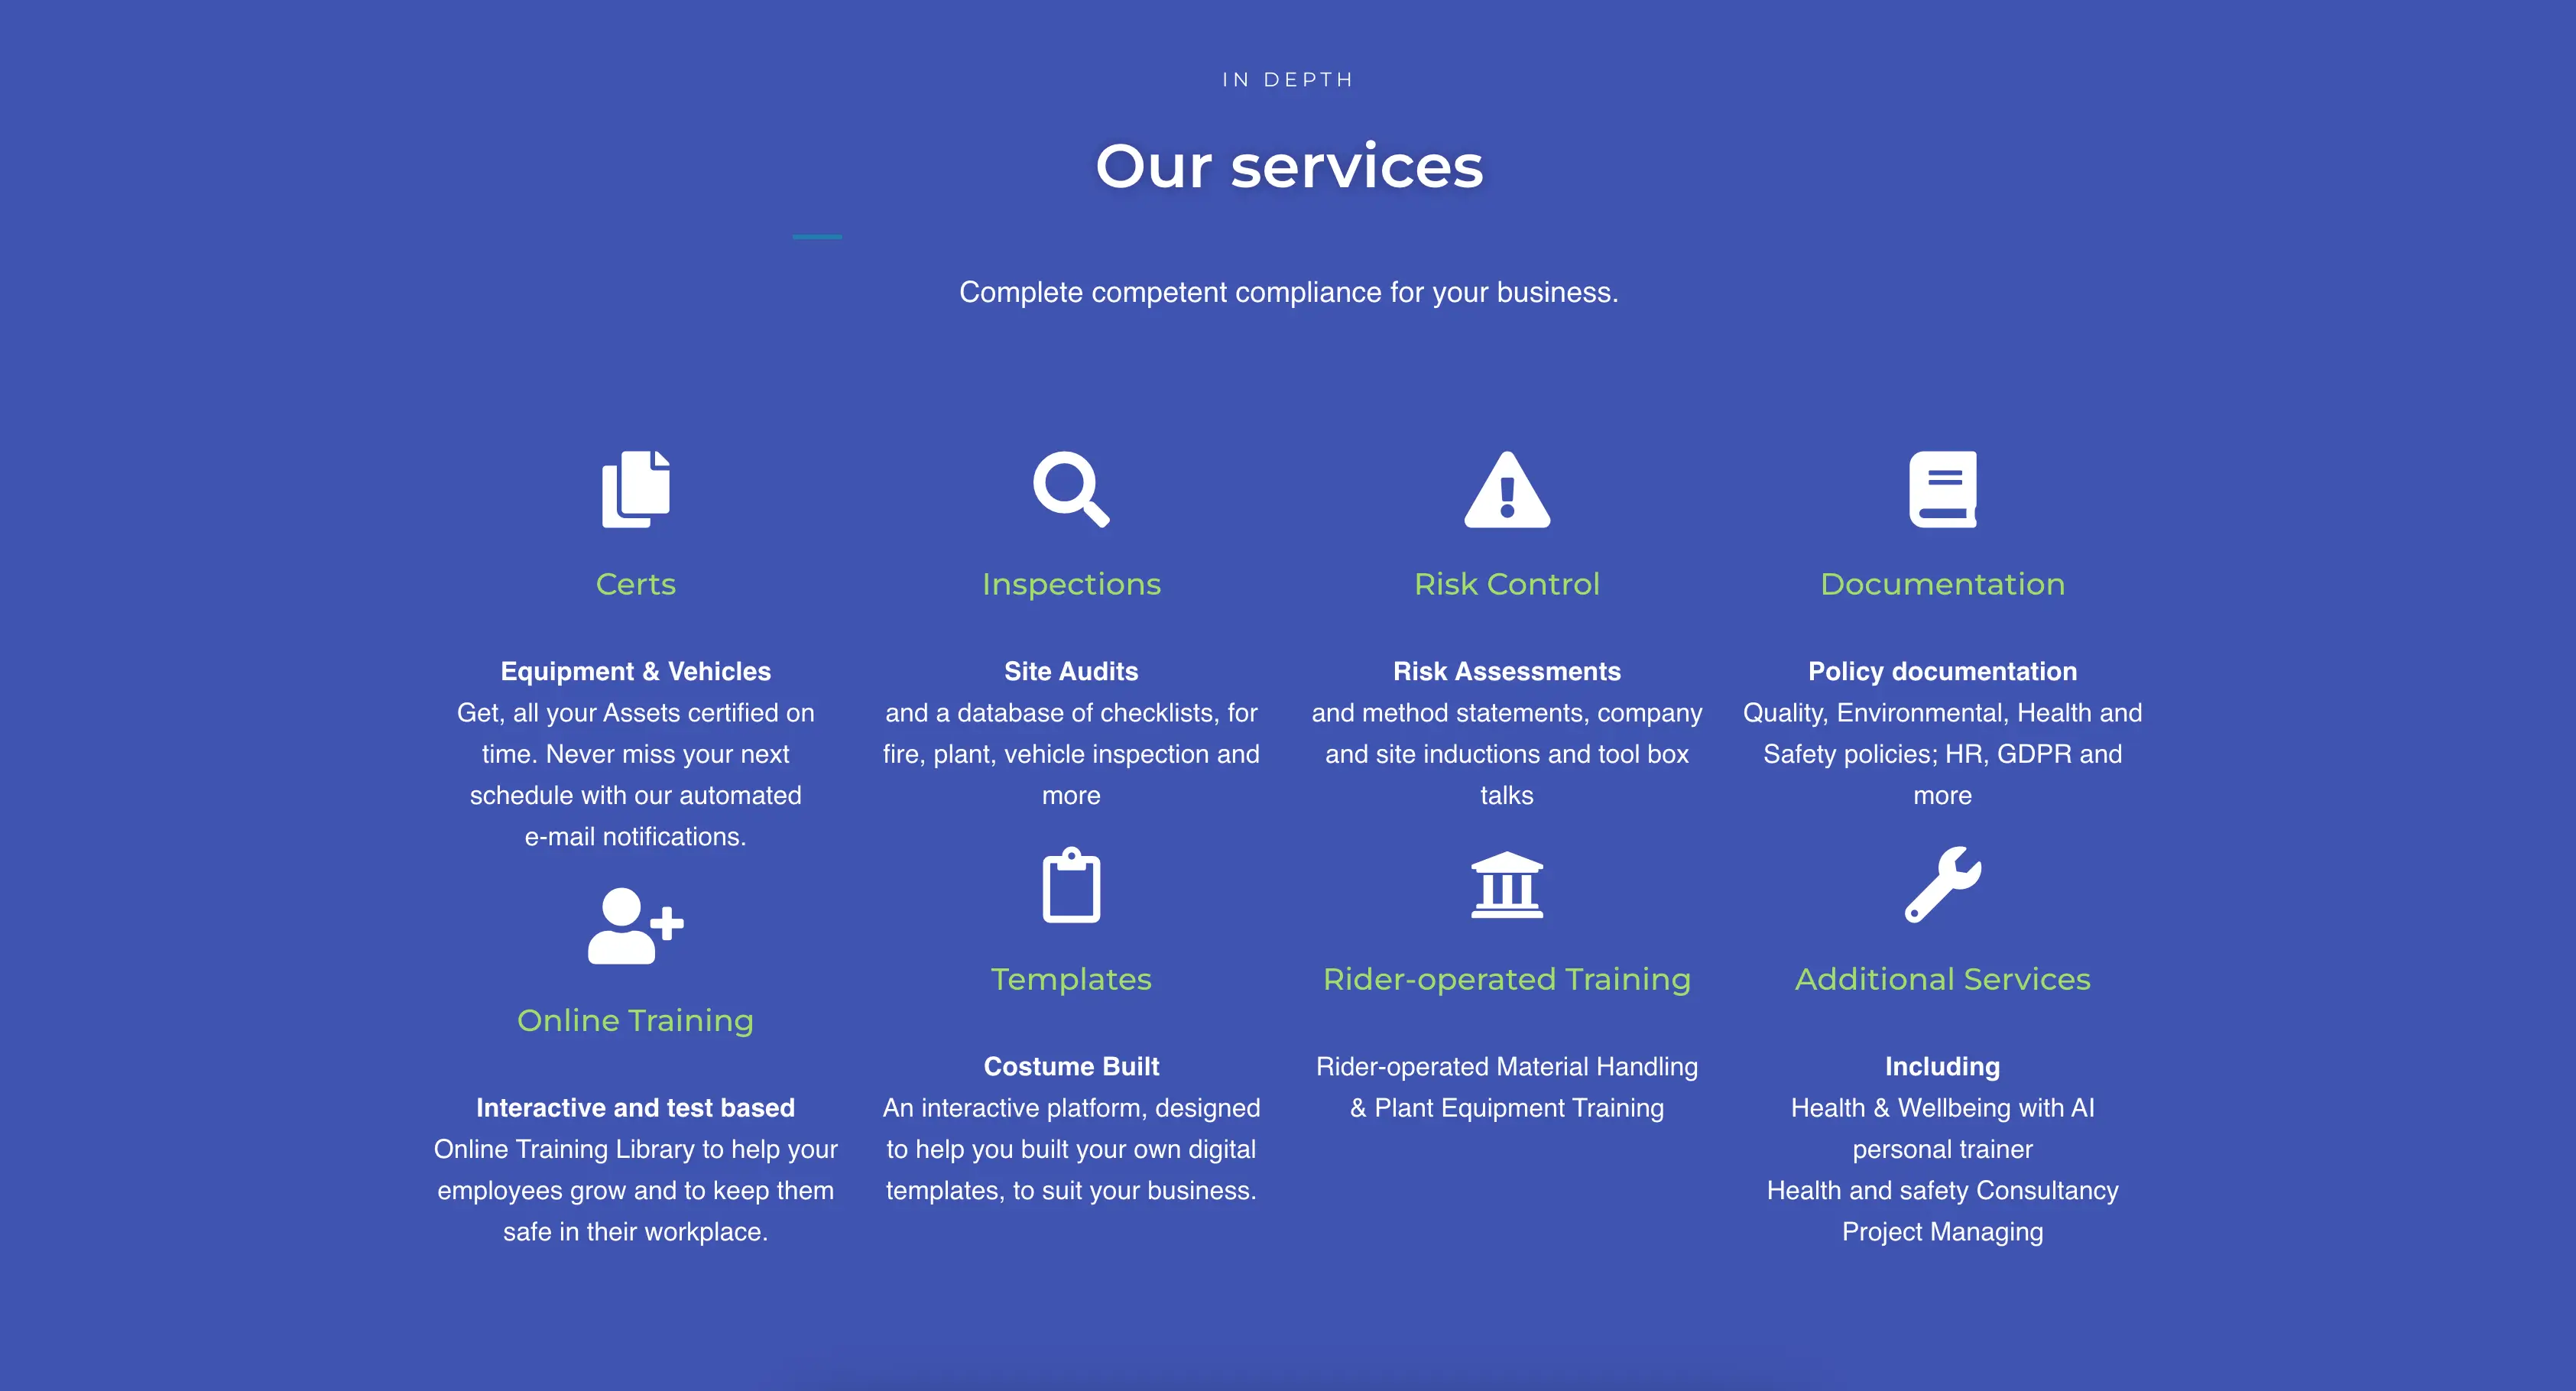 IN DEPTH
Our services
Complete competent compliance for your business.
Certs
Equipment & Vehicles
Get, all your Assets certified on
time. Never miss your next
schedule with our automated
e-mail notifications.
Inspections
Site Audits
and a database of checklists, for
fire, plant, vehicle inspection and
more
Risk Control
Risk Assessments
and method statements, company
and site inductions and tool box
talks
Documentation
Policy documentation
Quality, Environmental, Health and
Safety policies; HR, GDPR and
more
Online Training
Interactive and test based
Online Training Library to help your
employees grow and to keep them
safe in their workplace.
Templates
Costume Built
An interactive platform, designed
to help you built your own digital
templates, to suit your business.
Rider-operated Training
Rider-operated Material Handling
& Plant Equipment Training
Additional Services
Including
Health & Wellbeing with AI
personal trainer
Health and safety Consultancy
Project Managing